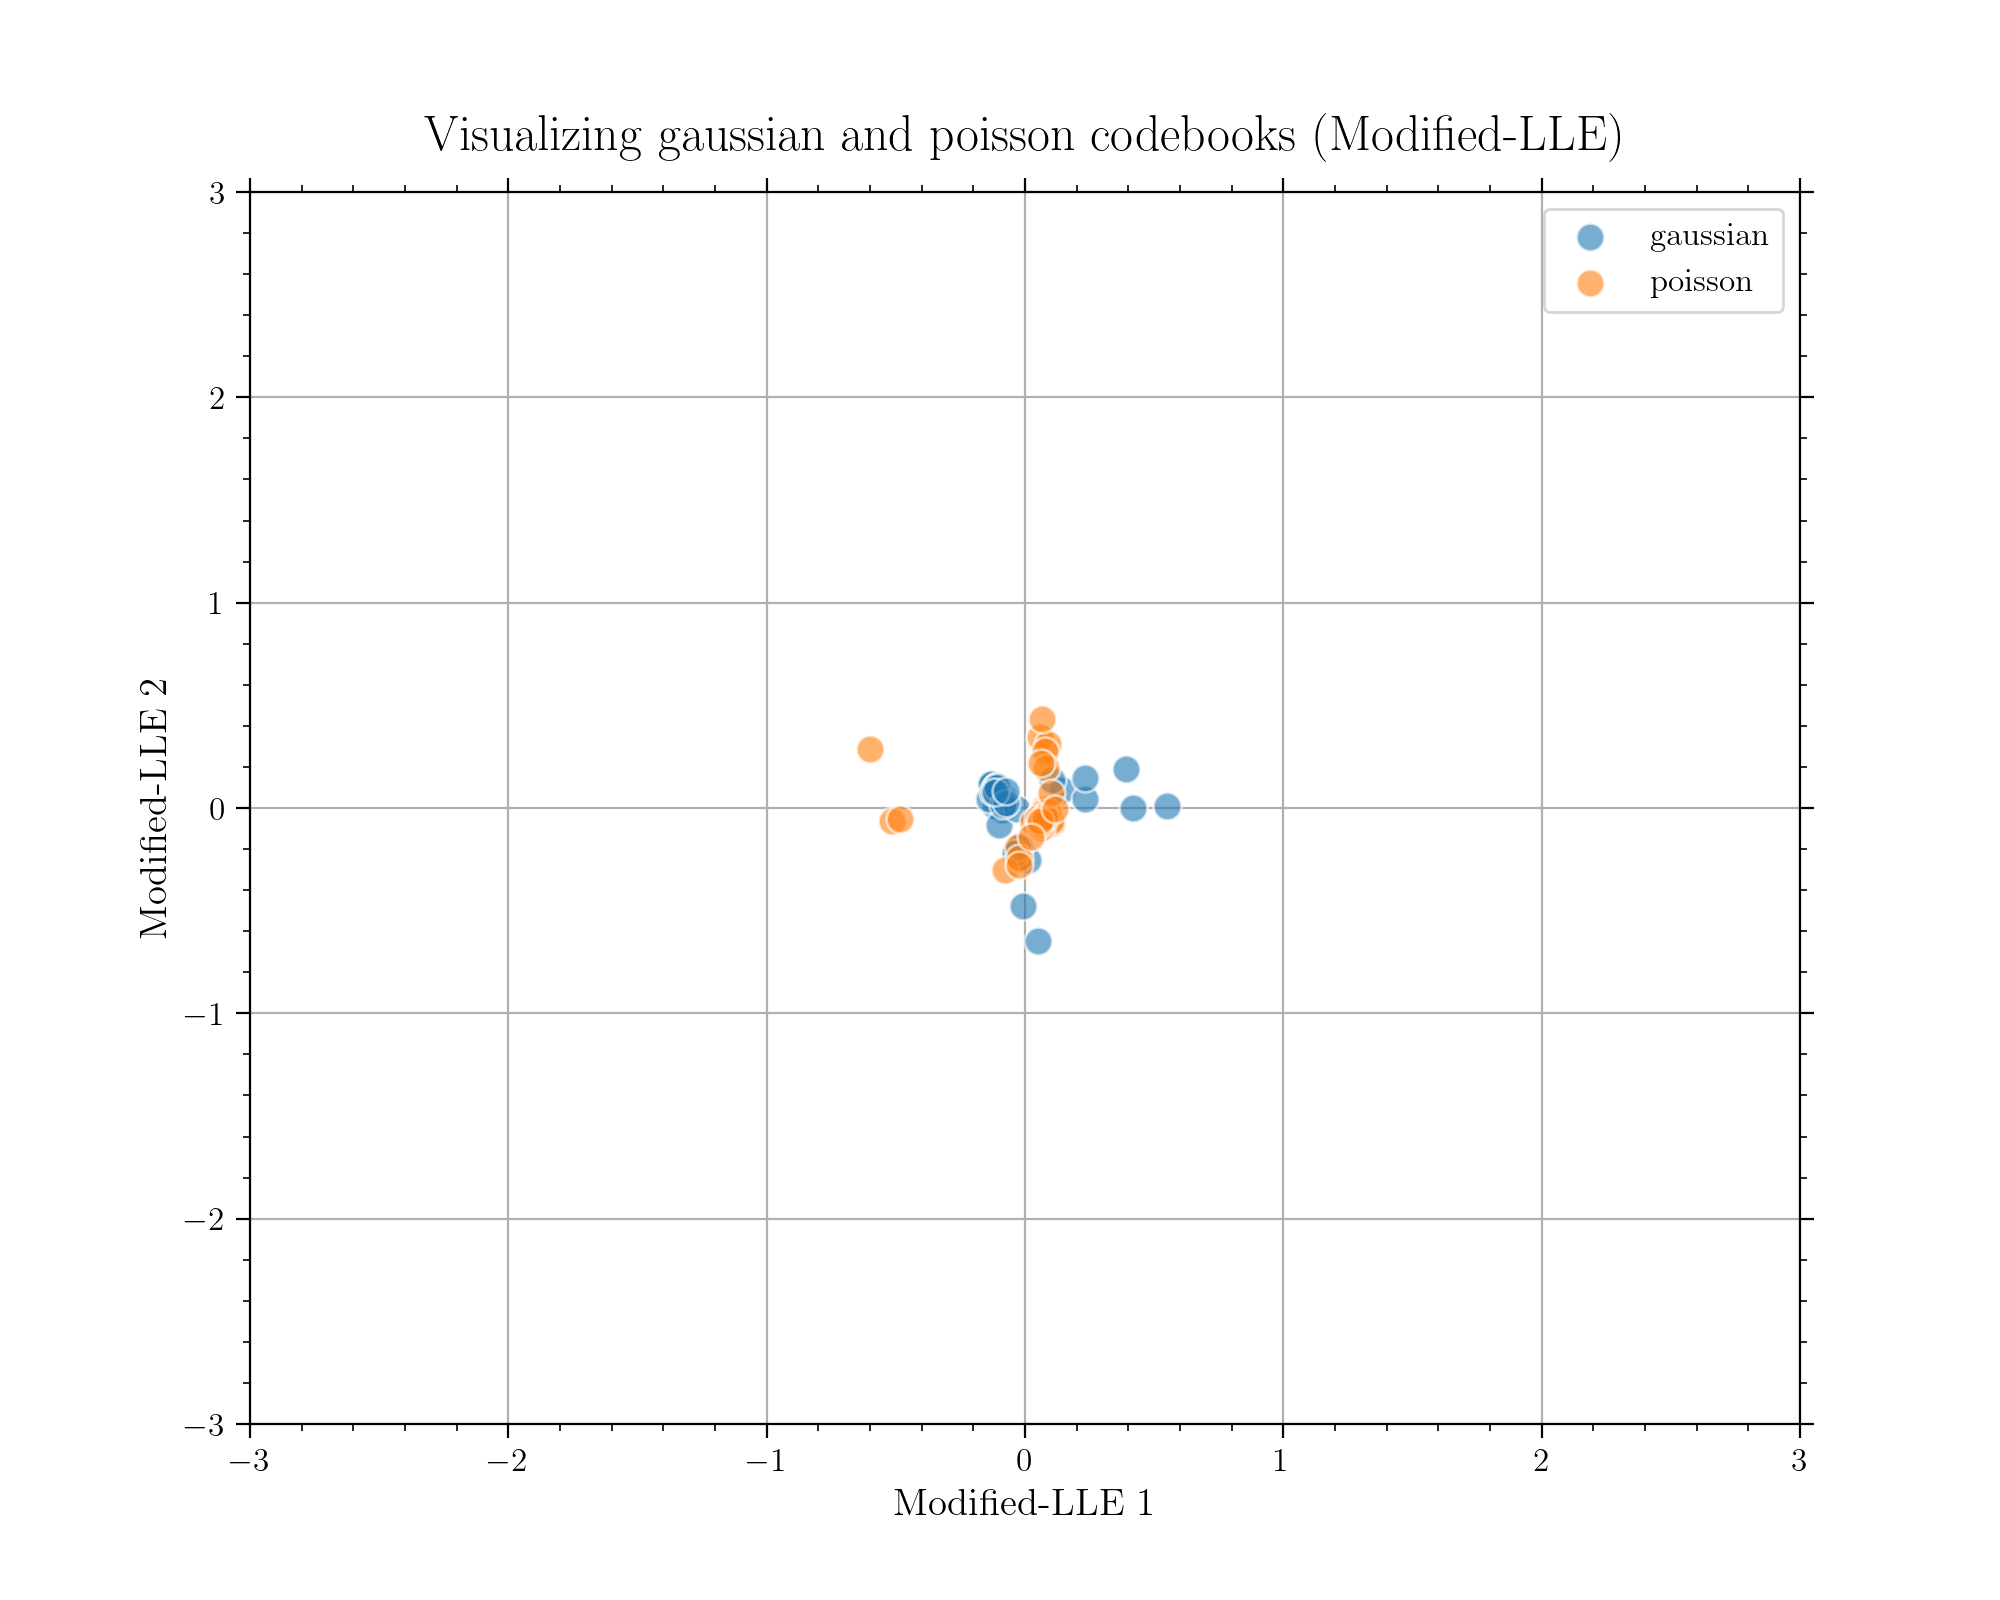 Visualizing gaussian and poisson codebooks (Modified-LLE)
gaussian
poisson
3
2
1
0
−1
−2
−3
Modified-LLE 2
−3
−2
−1
0
1
2
3
Modified-LLE 1